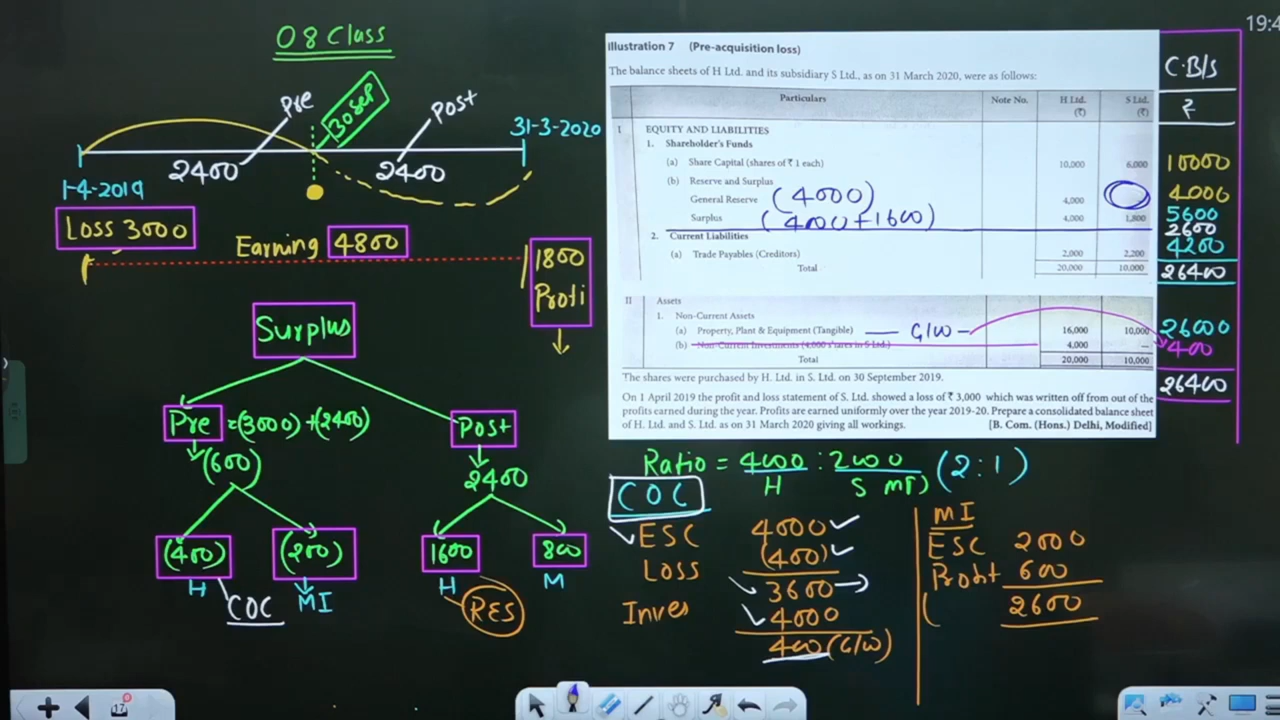 19:4
08 Class
Pre
30 Sep
Post
31-3-2020
2400
2400
1-4-2019
Loss 3000
Earning 4800
1800
Profi
Surplus
Pre = (3000) + (2400)
Post
(600)
2400
(400)
(200)
1600
800
H
MI
H
M
COC
RES
Illustration 7 (Pre-acquisition loss)
The balance sheets of H Ltd. and its subsidiary S Ltd., as on 31 March 2020, were as follows:
Particulars Note No. H Ltd. (₹) S Ltd. (₹)
I EQUITY AND LIABILITIES
1. Shareholder's Funds
(a) Share Capital (shares of ₹ 1 each) 10,000 6,000
(b) Reserve and Surplus
General Reserve (4000) 4,000
Surplus (4000+1600) 4,000 1,800
2. Current Liabilities
(a) Trade Payables (Creditors) 2,000 2,200
Total 20,000 10,000
II Assets
1. Non-Current Assets
(a) Property, Plant & Equipment (Tangible) G/W 16,000 10,000
(b) Non-Current Investments (4,000 shares in S Ltd.) 4,000 —
Total 20,000 10,000
The shares were purchased by H. Ltd. in S. Ltd. on 30 September 2019.
On 1 April 2019 the profit and loss statement of S. Ltd. showed a loss of ₹ 3,000 which was written off from out of the
profits earned during the year. Profits are earned uniformly over the year 2019-20. Prepare a consolidated balance sheet
of H. Ltd. and S. Ltd. as on 31 March 2020 giving all workings. [B. Com. (Hons.) Delhi, Modified]
C.B/S
₹
10000
4000
5600
2600
4200
26400
26000
400
26400
Ratio = 4000 : 2000 (2:1)
H S MI)
COC
ESC 4000
Loss (400)
3600
Inves 4000
400 (G/W)
MI
ESC 2000
Profit 600
2600
17